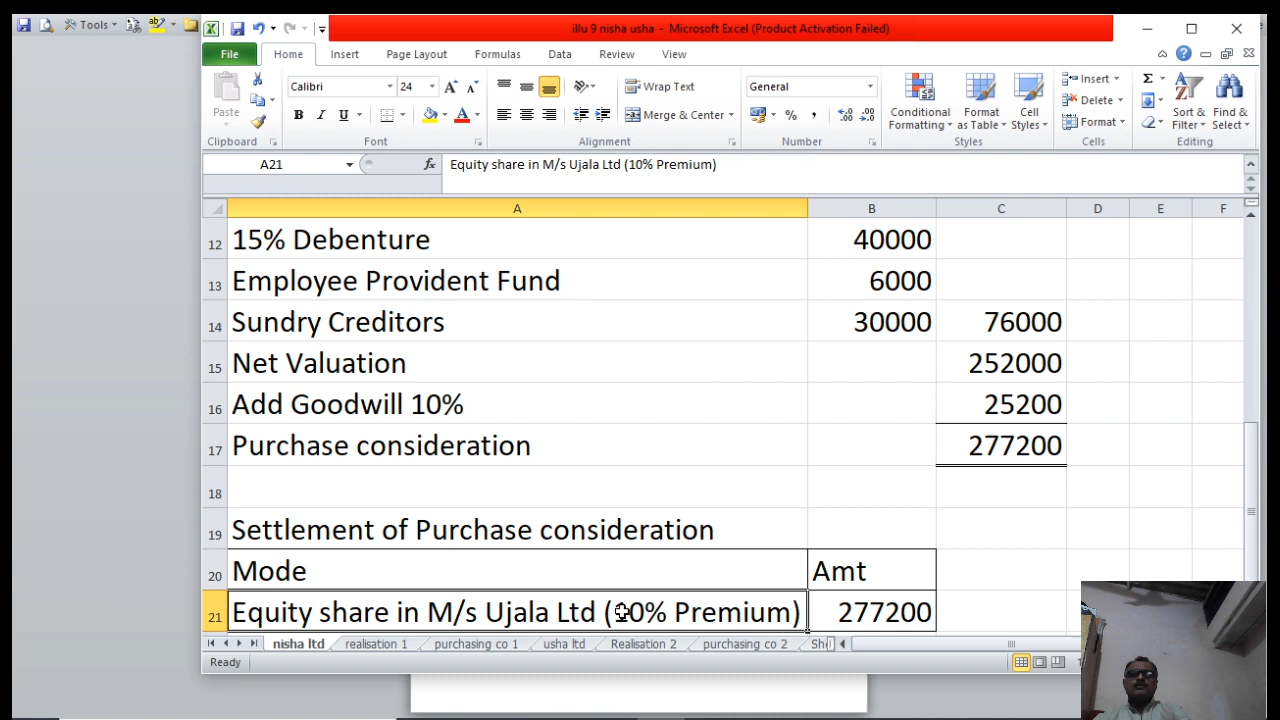 Tools
illu 9 nisha usha - Microsoft Excel (Product Activation Failed)
File Home Insert Page Layout Formulas Data Review View
Paste
Calibri 24
B I U
A A
Wrap Text
Merge & Center
General
% ,
Conditional Formatting
Format as Table
Cell Styles
Insert
Delete
Format
Sort & Filter
Find & Select
Clipboard Font Alignment Number Styles Cells Editing
A21 fx Equity share in M/s Ujala Ltd (10% Premium)
A B C D E F
12 15% Debenture 40000
13 Employee Provident Fund 6000
14 Sundry Creditors 30000 76000
15 Net Valuation 252000
16 Add Goodwill 10% 25200
17 Purchase consideration 277200
18
19 Settlement of Purchase consideration
20 Mode Amt
21 Equity share in M/s Ujala Ltd (10% Premium) 277200
nisha ltd realisation 1 purchasing co 1 usha ltd Realisation 2 purchasing co 2
Ready